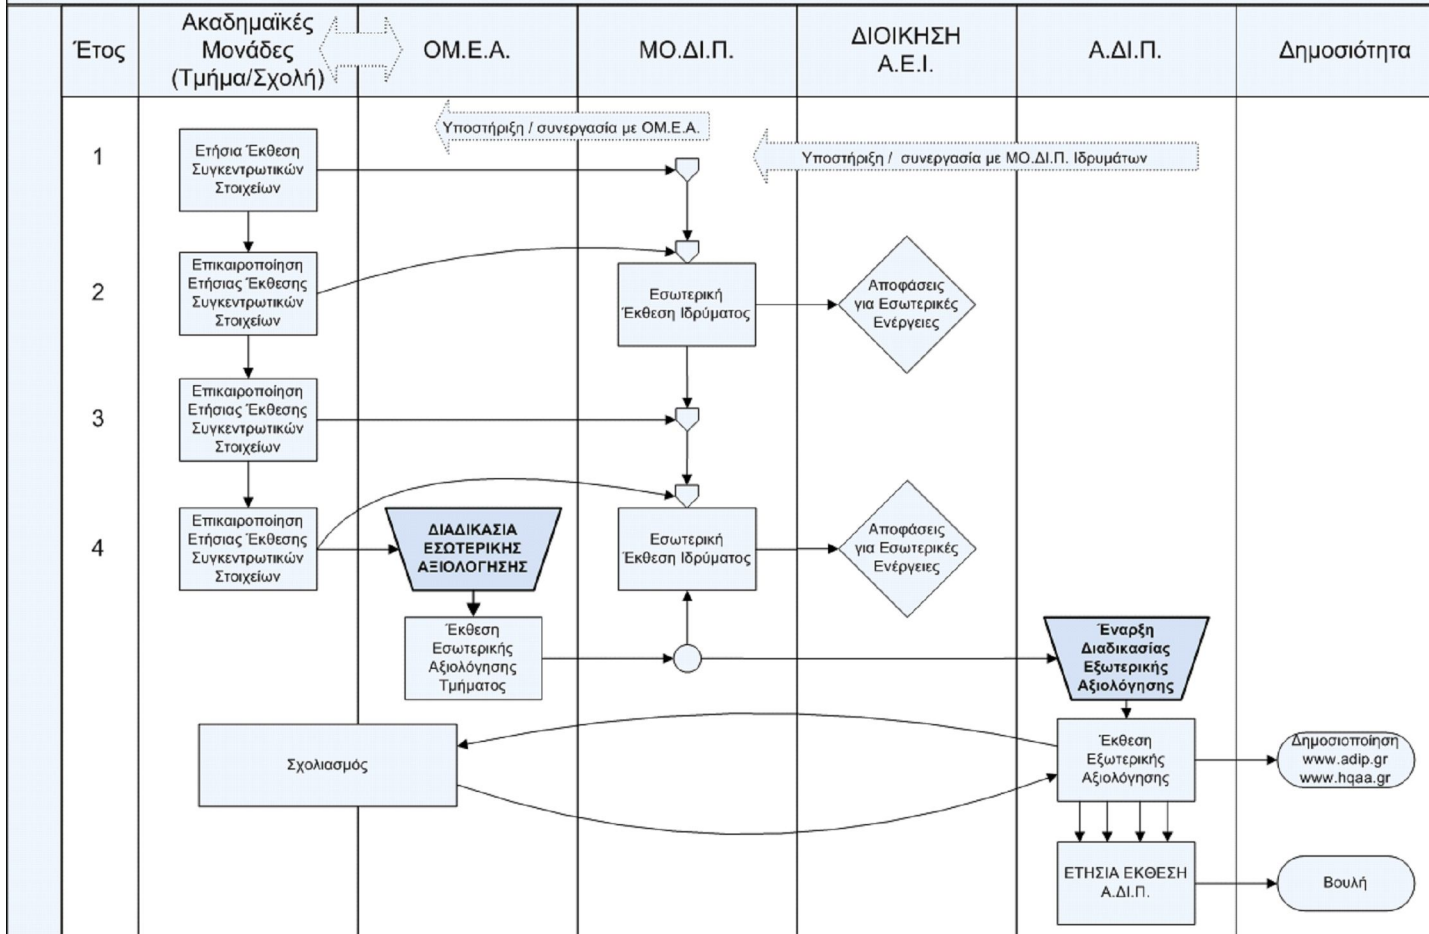 Έτος
Ακαδημαϊκές
Μονάδες
(Τμήμα/Σχολή)
ΟΜ.Ε.Α.
ΜΟ.ΔΙ.Π.
ΔΙΟΙΚΗΣΗ
Α.Ε.Ι.
Α.ΔΙ.Π.
Δημοσιότητα
Υποστήριξη / συνεργασία με ΟΜ.Ε.Α.
Υποστήριξη / συνεργασία με ΜΟ.ΔΙ.Π. Ιδρυμάτων
1
Ετήσια Έκθεση
Συγκεντρωτικών
Στοιχείων
2
Επικαιροποίηση
Ετήσιας Έκθεσης
Συγκεντρωτικών
Στοιχείων
Εσωτερική
Έκθεση Ιδρύματος
Αποφάσεις
για Εσωτερικές
Ενέργειες
3
Επικαιροποίηση
Ετήσιας Έκθεσης
Συγκεντρωτικών
Στοιχείων
4
Επικαιροποίηση
Ετήσιας Έκθεσης
Συγκεντρωτικών
Στοιχείων
ΔΙΑΔΙΚΑΣΙΑ
ΕΣΩΤΕΡΙΚΗΣ
ΑΞΙΟΛΟΓΗΣΗΣ
Εσωτερική
Έκθεση Ιδρύματος
Αποφάσεις
για Εσωτερικές
Ενέργειες
Έκθεση
Εσωτερικής
Αξιολόγησης
Τμήματος
Έναρξη
Διαδικασίας
Εξωτερικής
Αξιολόγησης
Σχολιασμός
Έκθεση
Εξωτερικής
Αξιολόγησης
Δημοσιοποίηση
www.adip.gr
www.hqaa.gr
ΕΤΗΣΙΑ ΕΚΘΕΣΗ
Α.ΔΙ.Π.
Βουλή